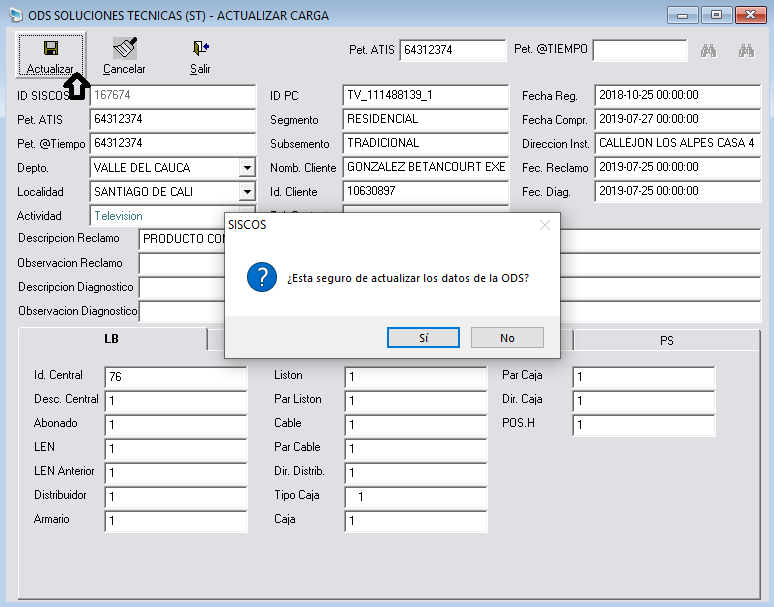 ODS SOLUCIONES TECNICAS (ST) - ACTUALIZAR CARGA
Actualizar Cancelar Salir Pet. ATIS 64312374 Pet. @TIEMPO
ID SISCOS 167674 ID PC TV_111488139_1 Fecha Reg. 2018-10-25 00:00:00
Pet. ATIS 64312374 Segmento RESIDENCIAL Fecha Compr. 2019-07-27 00:00:00
Pet. @Tiempo 64312374 Subsemento TRADICIONAL Direccion Inst. CALLEJON LOS ALPES CASA 4
Depto. VALLE DEL CAUCA Nomb. Cliente GONZALEZ BETANCOURT EXE Fec. Reclamo 2019-07-25 00:00:00
Localidad SANTIAGO DE CALI Id. Cliente 10630897 Fec. Diag. 2019-07-25 00:00:00
Actividad Television
Descripcion Reclamo PRODUCTO CON
Observacion Reclamo
Descripcion Diagnostico
Observacion Diagnostico
SISCOS
¿Esta seguro de actualizar los datos de la ODS?
Sí No
LB PS
Id. Central 76 Liston 1 Par Caja 1
Desc. Central 1 Par Liston 1 Dir. Caja 1
Abonado 1 Cable 1 POS.H 1
LEN 1 Par Cable 1
LEN Anterior 1 Dir. Distrib. 1
Distribuidor 1 Tipo Caja 1
Armario 1 Caja 1